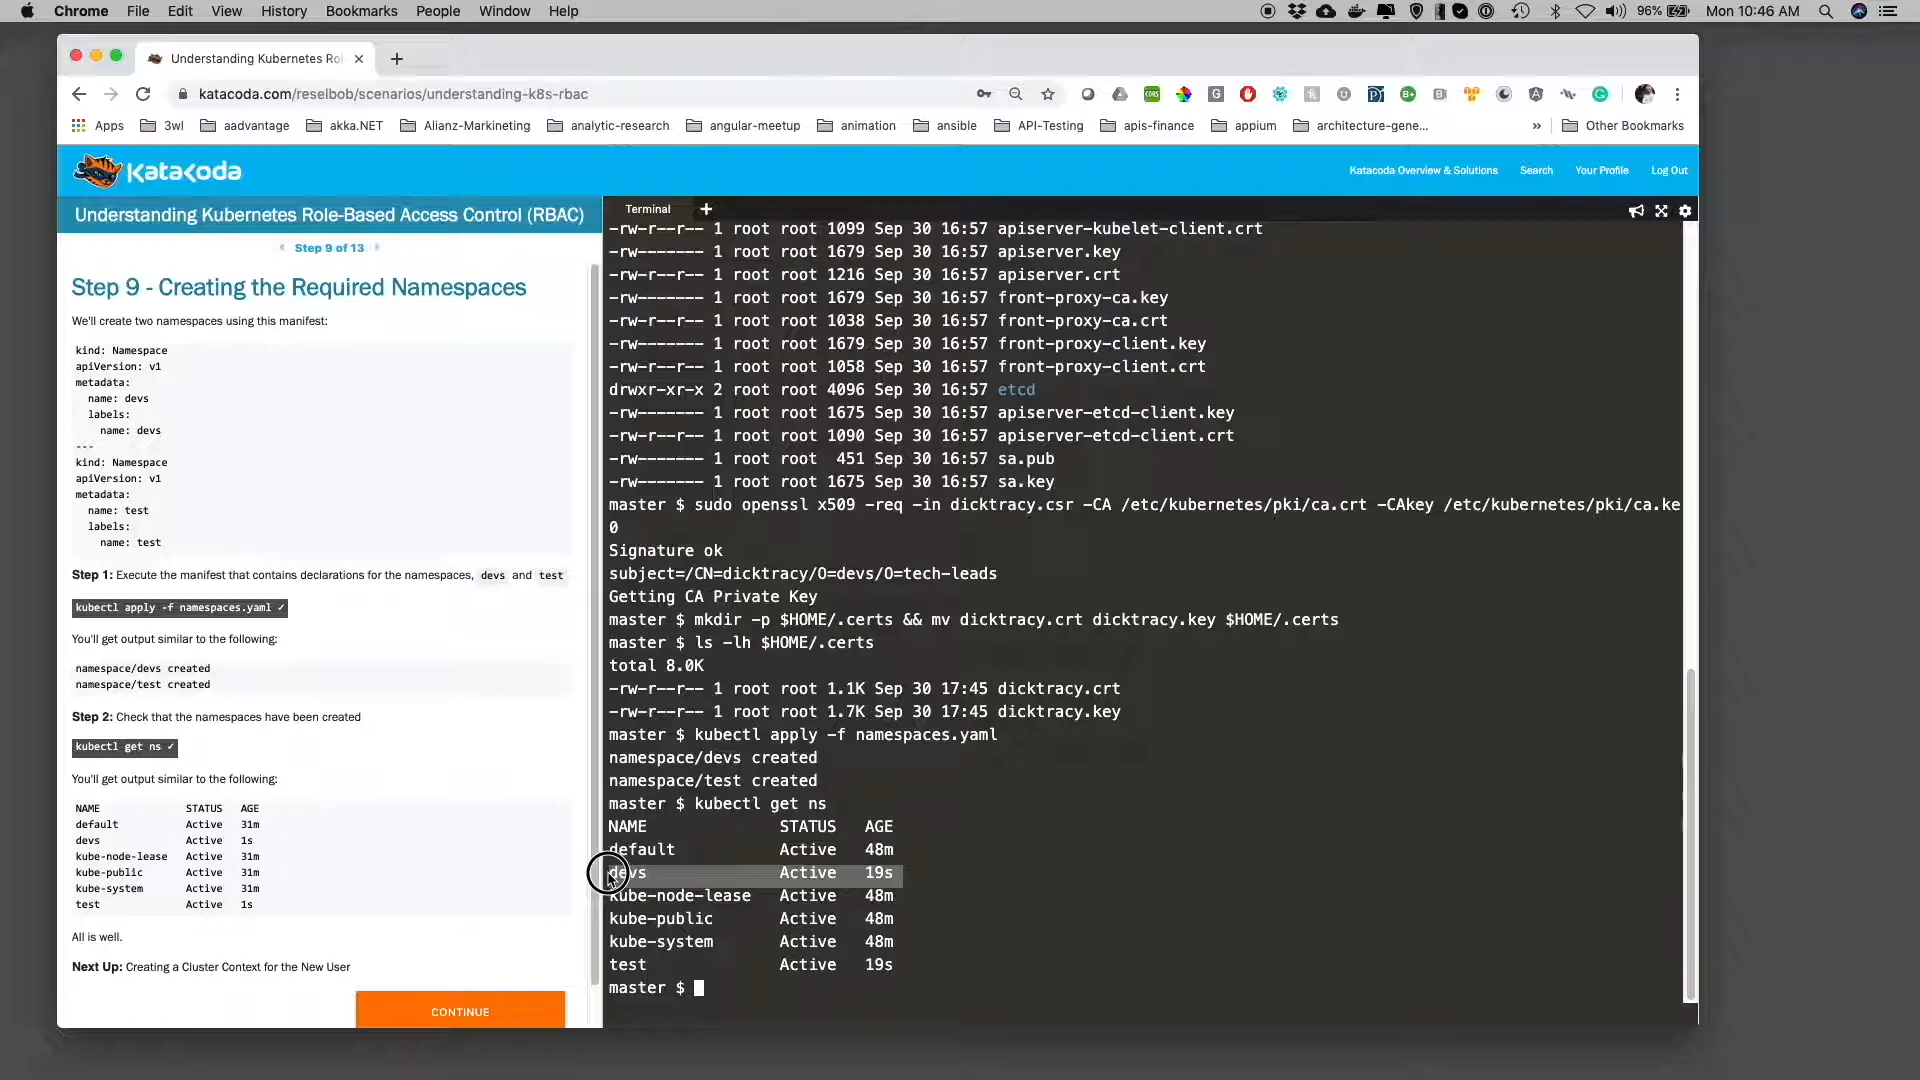 Chrome File Edit View History Bookmarks People Window Help 96% Mon 10:46 AM
Understanding Kubernetes Rol
katacoda.com/reselbob/scenarios/understanding-k8s-rbac
Apps 3wl aadvantage akka.NET Alianz-Markineting analytic-research angular-meetup animation ansible API-Testing apis-finance appium architecture-gene... » Other Bookmarks
Katacoda
Katacoda Overview & Solutions Search Your Profile Log Out
Understanding Kubernetes Role-Based Access Control (RBAC)
Step 9 of 13
Step 9 - Creating the Required Namespaces
We'll create two namespaces using this manifest:
kind: Namespace
apiVersion: v1
metadata:
name: devs
labels:
name: devs
---
kind: Namespace
apiVersion: v1
metadata:
name: test
labels:
name: test
Step 1: Execute the manifest that contains declarations for the namespaces, devs and test
kubectl apply -f namespaces.yaml ✓
You'll get output similar to the following:
namespace/devs created
namespace/test created
Step 2: Check that the namespaces have been created
kubectl get ns ✓
You'll get output similar to the following:
NAME STATUS AGE
default Active 31m
devs Active 1s
kube-node-lease Active 31m
kube-public Active 31m
kube-system Active 31m
test Active 1s
All is well.
Next Up: Creating a Cluster Context for the New User
CONTINUE
Terminal +
-rw-r--r-- 1 root root 1099 Sep 30 16:57 apiserver-kubelet-client.crt
-rw------- 1 root root 1679 Sep 30 16:57 apiserver.key
-rw-r--r-- 1 root root 1216 Sep 30 16:57 apiserver.crt
-rw------- 1 root root 1679 Sep 30 16:57 front-proxy-ca.key
-rw-r--r-- 1 root root 1038 Sep 30 16:57 front-proxy-ca.crt
-rw------- 1 root root 1679 Sep 30 16:57 front-proxy-client.key
-rw-r--r-- 1 root root 1058 Sep 30 16:57 front-proxy-client.crt
drwxr-xr-x 2 root root 4096 Sep 30 16:57 etcd
-rw------- 1 root root 1675 Sep 30 16:57 apiserver-etcd-client.key
-rw-r--r-- 1 root root 1090 Sep 30 16:57 apiserver-etcd-client.crt
-rw------- 1 root root 451 Sep 30 16:57 sa.pub
-rw------- 1 root root 1675 Sep 30 16:57 sa.key
master $ sudo openssl x509 -req -in dicktracy.csr -CA /etc/kubernetes/pki/ca.crt -CAkey /etc/kubernetes/pki/ca.ke
0
Signature ok
subject=/CN=dicktracy/O=devs/O=tech-leads
Getting CA Private Key
master $ mkdir -p $HOME/.certs && mv dicktracy.crt dicktracy.key $HOME/.certs
master $ ls -lh $HOME/.certs
total 8.0K
-rw-r--r-- 1 root root 1.1K Sep 30 17:45 dicktracy.crt
-rw-r--r-- 1 root root 1.7K Sep 30 17:45 dicktracy.key
master $ kubectl apply -f namespaces.yaml
namespace/devs created
namespace/test created
master $ kubectl get ns
NAME STATUS AGE
default Active 48m
devs Active 19s
kube-node-lease Active 48m
kube-public Active 48m
kube-system Active 48m
test Active 19s
master $